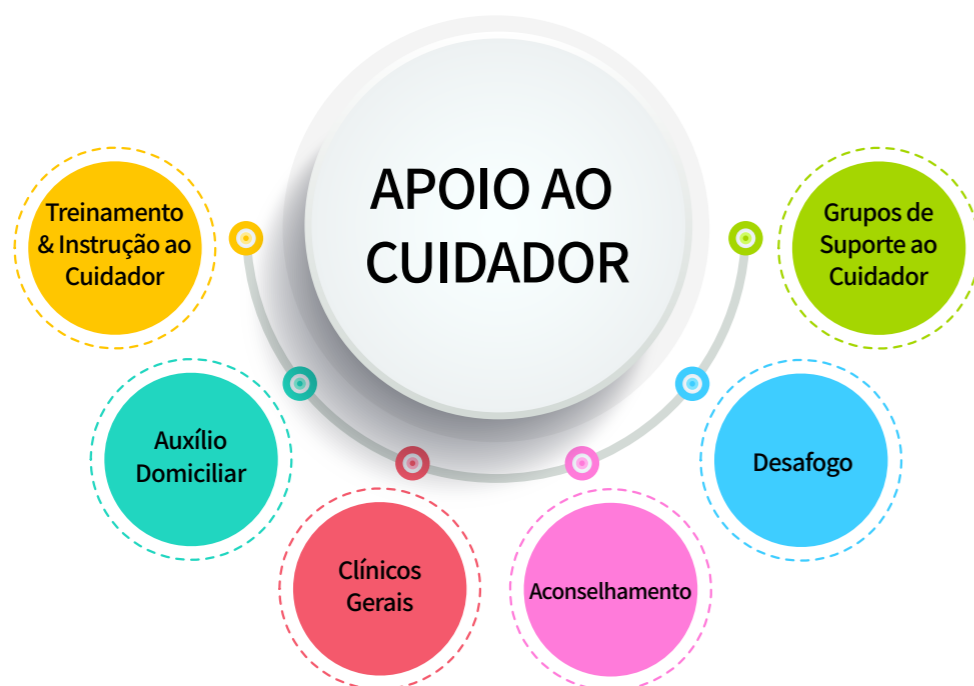 APOIO AO
CUIDADOR
Treinamento
& Instrução ao
Cuidador
Auxílio
Domiciliar
Clínicos
Gerais
Aconselhamento
Desafogo
Grupos de
Suporte ao
Cuidador